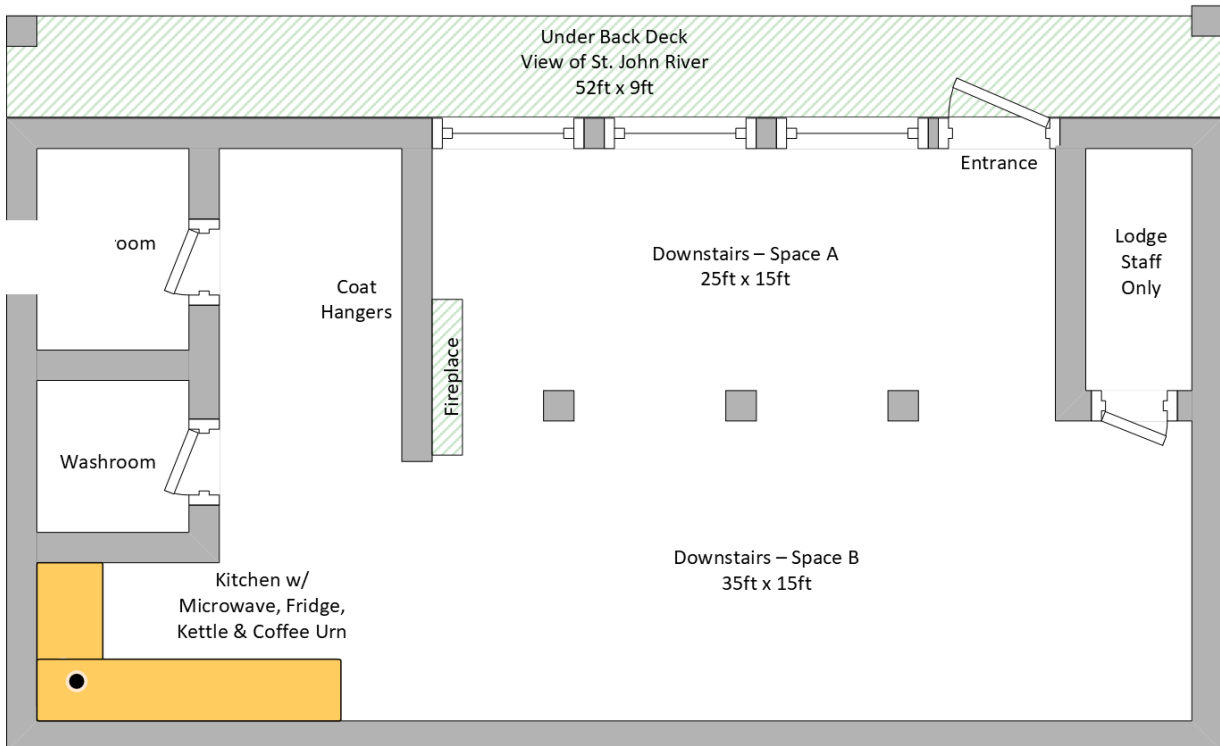 Under Back Deck
View of St. John River
52ft x 9ft
Entrance
Downstairs – Space A
25ft x 15ft
Lodge
Staff
Only
Coat
Hangers
Fireplace
Washroom
Downstairs – Space B
35ft x 15ft
Kitchen w/
Microwave, Fridge,
Kettle & Coffee Urn